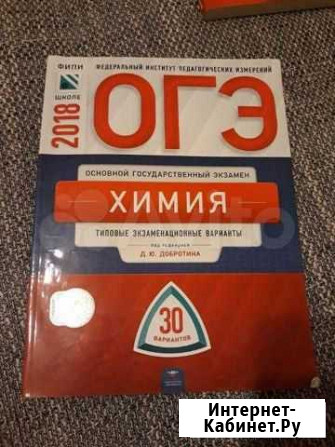 ФИПИ
ШКОЛЕ
2018
ФЕДЕРАЛЬНЫЙ ИНСТИТУТ ПЕДАГОГИЧЕСКИХ ИЗМЕРЕНИЙ
ОГЭ
ОСНОВНОЙ ГОСУДАРСТВЕННЫЙ ЭКЗАМЕН
ХИМИЯ
ТИПОВЫЕ ЭКЗАМЕНАЦИОННЫЕ ВАРИАНТЫ
ПОД РЕДАКЦИЕЙ
Д. Ю. ДОБРОТИНА
30
ВАРИАНТОВ
Avito
Интернет-
Кабинет.Ру